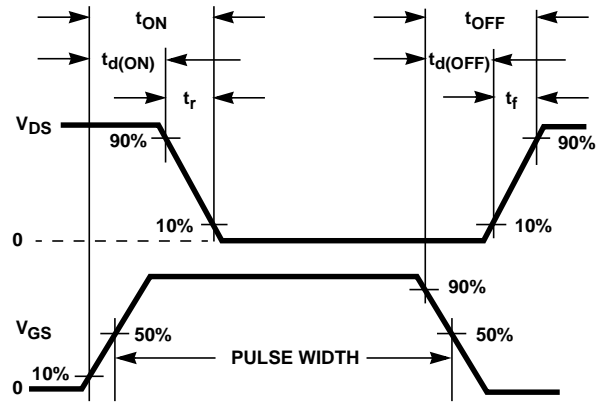 tON tOFF
td(ON) td(OFF)
tr tf
VDS
90% 90%
10% 10%
0
90%
VGS 50% 50%
PULSE WIDTH
10%
0